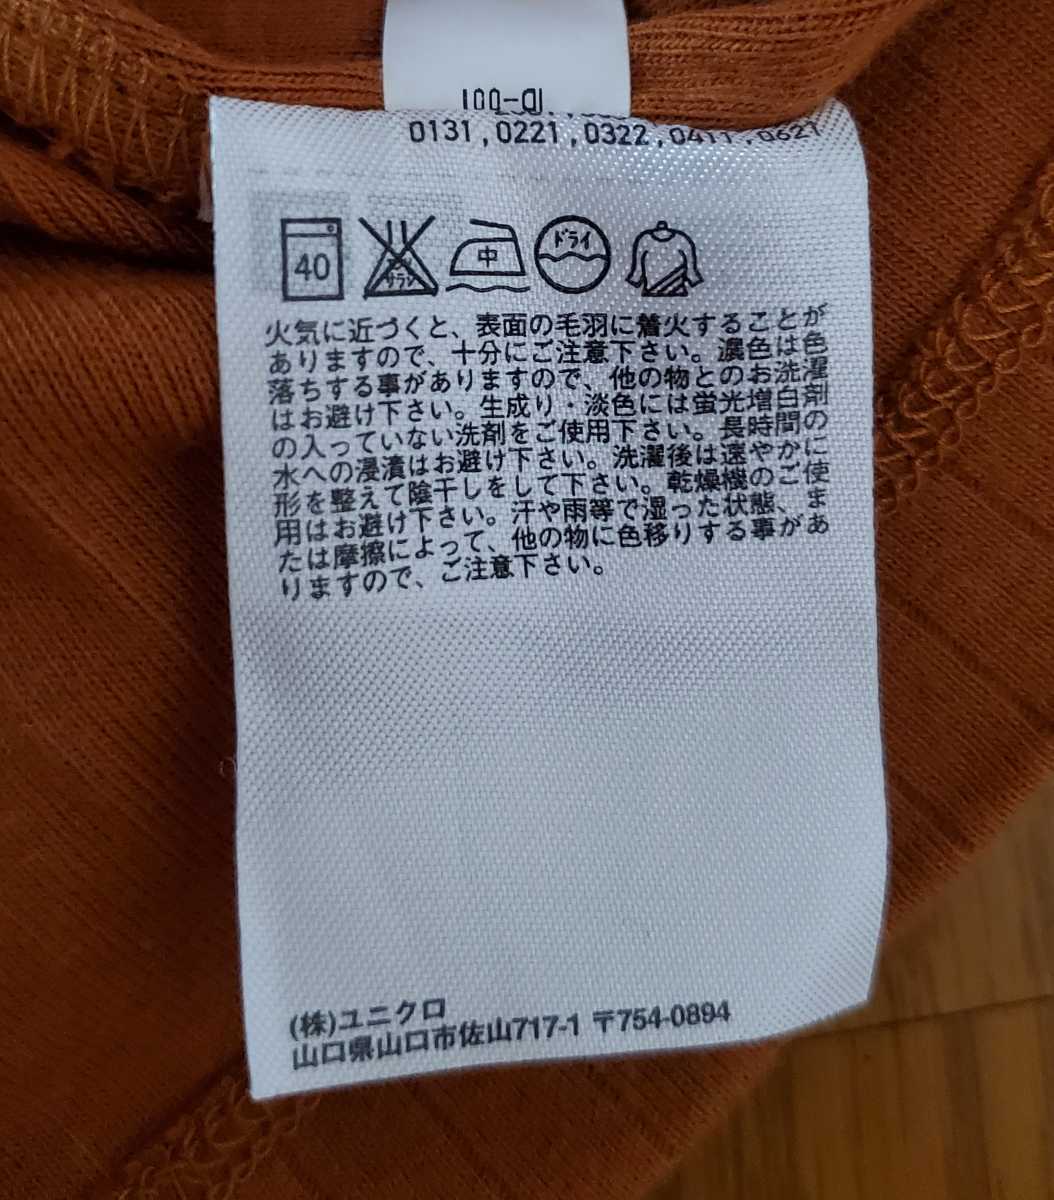 0131,0221,0322,0411,0621
40
サラシ
中
ドライ
火気に近づくと、表面の毛羽に着火することが
ありますので、十分にご注意下さい。濃色は色
落ちする事がありますので、他の物とのお洗濯
はお避け下さい。生成り・淡色には蛍光増白剤
の入っていない洗剤をご使用下さい。長時間の
水への浸漬はお避け下さい。洗濯後は速やかに
形を整えて陰干しをして下さい。乾燥機のご使
用はお避け下さい。汗や雨等で湿った状態、ま
たは摩擦によって、他の物に色移りする事があ
りますので、ご注意下さい。
(株)ユニクロ
山口県山口市佐山717-1 〒754-0894